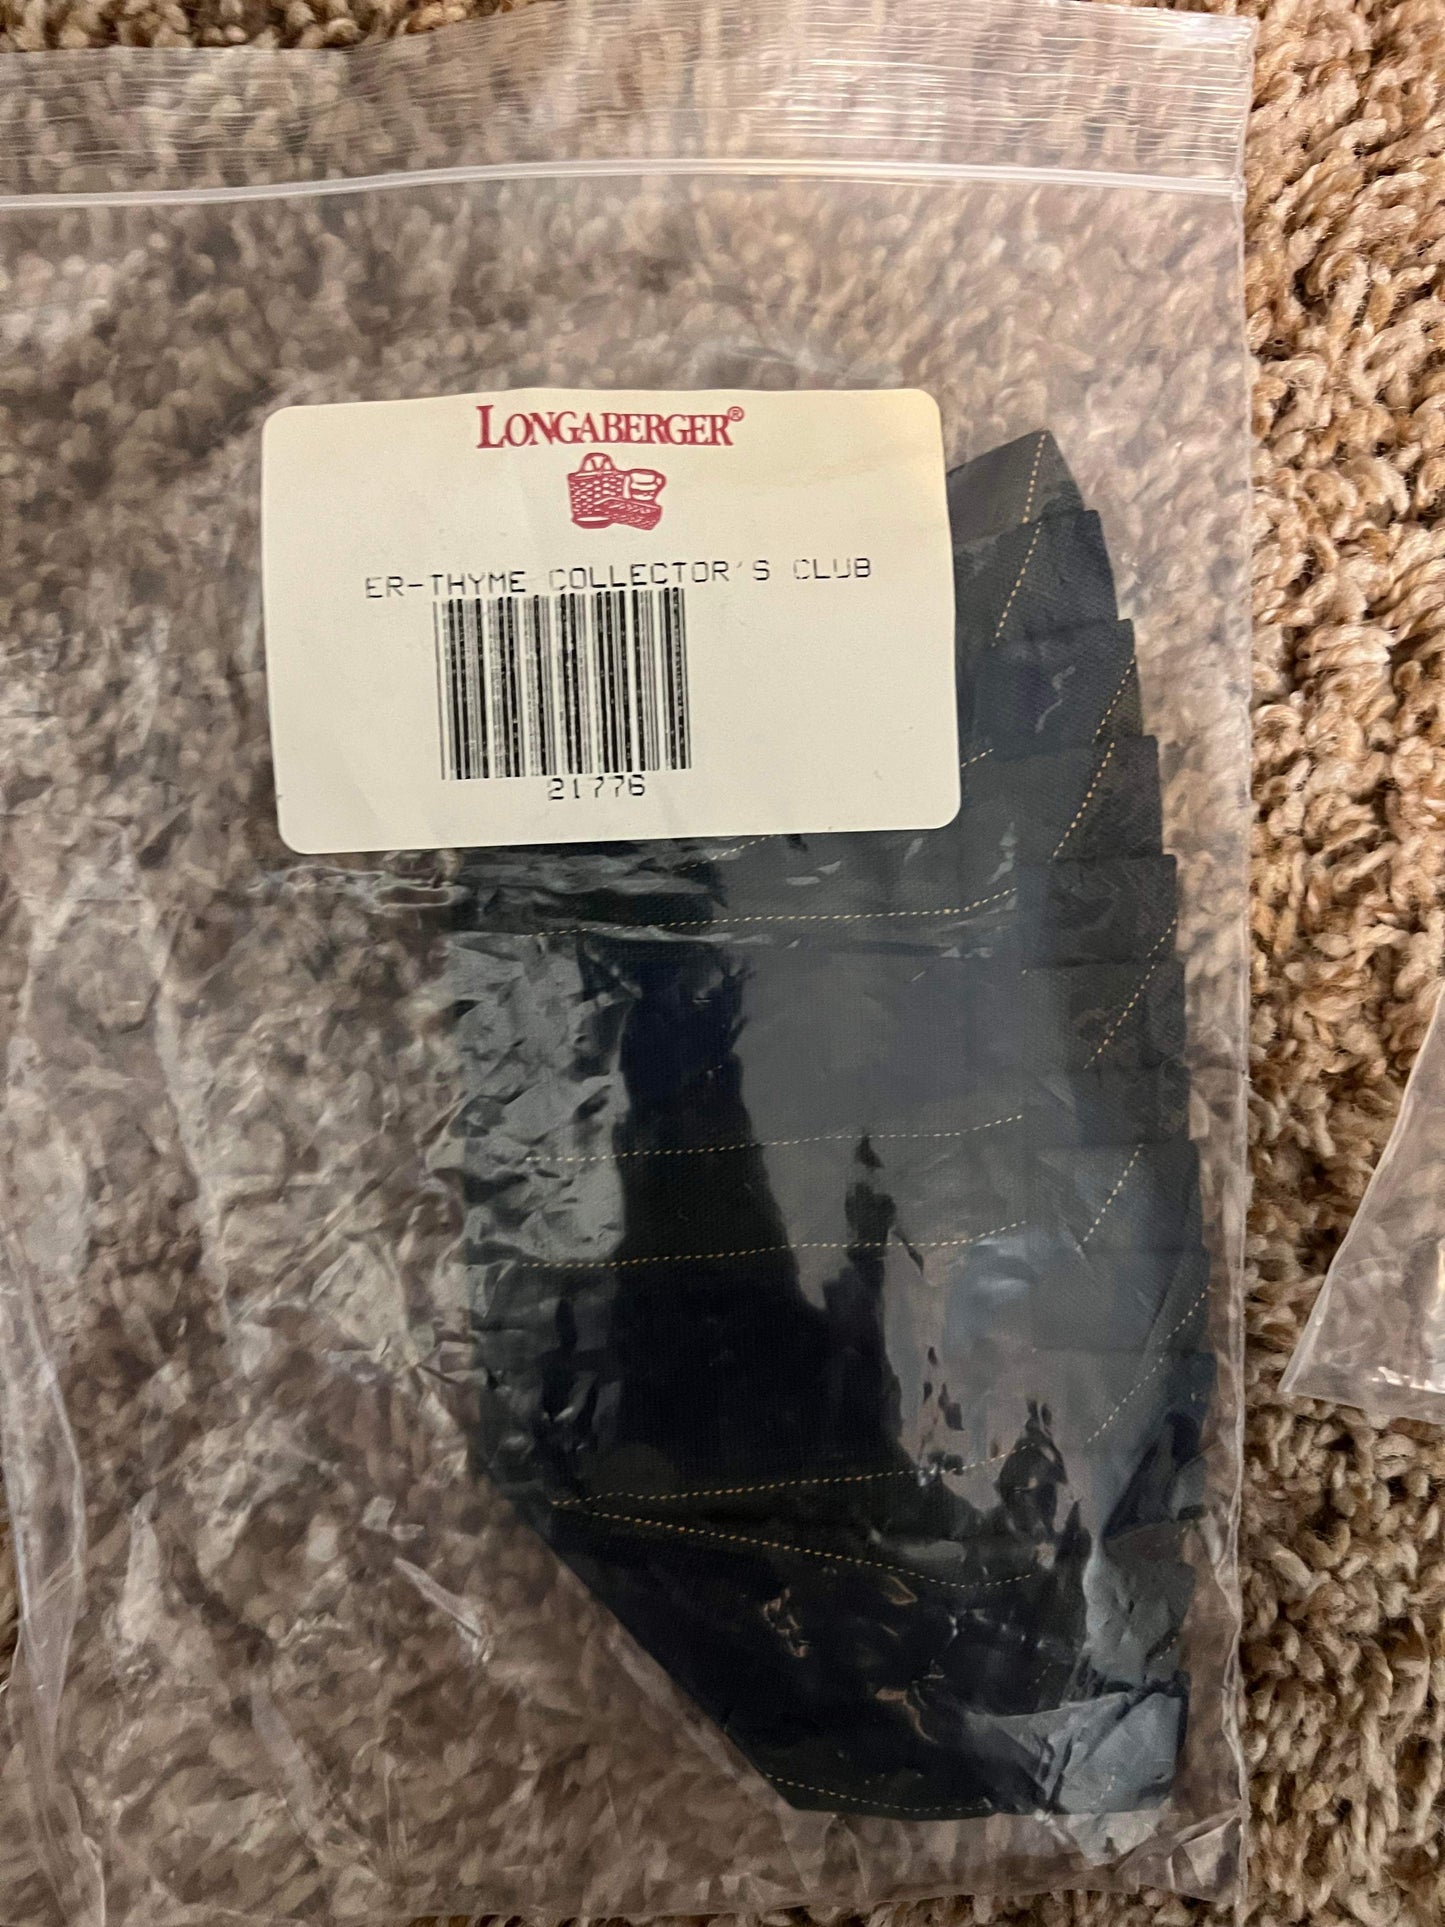 LONGABERGER®
ER-THYME COLLECTOR'S CLUB
21776